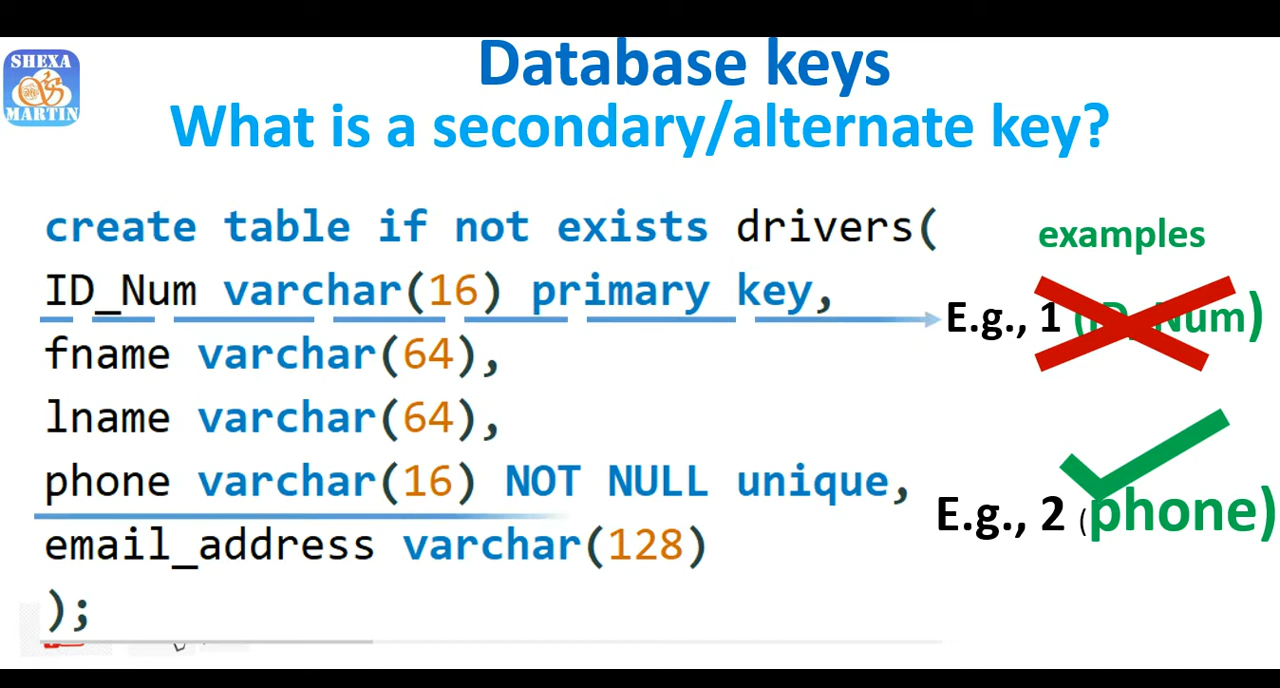 SHEXA
MARTIN
Database keys
What is a secondary/alternate key?
create table if not exists drivers(
ID_Num varchar(16) primary key,
fname varchar(64),
lname varchar(64),
phone varchar(16) NOT NULL unique,
email_address varchar(128)
);
examples
E.g., 1 (ID_Num)
E.g., 2 (phone)